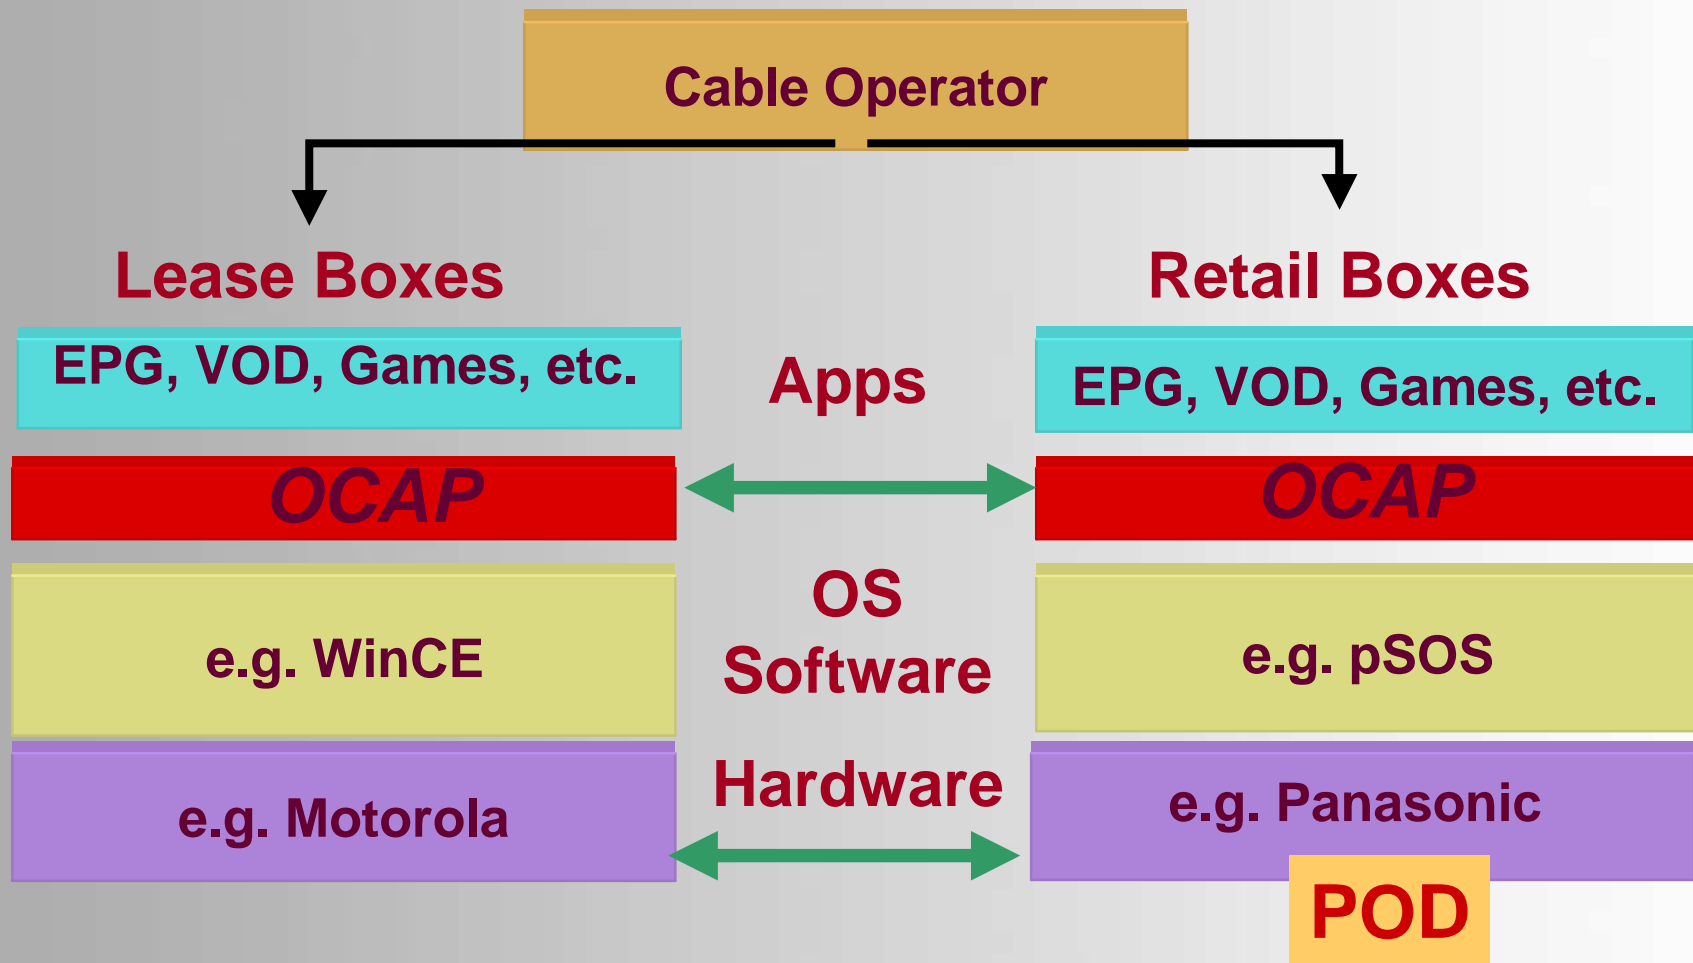 Cable Operator
Lease Boxes
Retail Boxes
EPG, VOD, Games, etc.
Apps
EPG, VOD, Games, etc.
OCAP
OCAP
OS
Software
e.g. WinCE
e.g. pSOS
Hardware
e.g. Motorola
e.g. Panasonic
POD